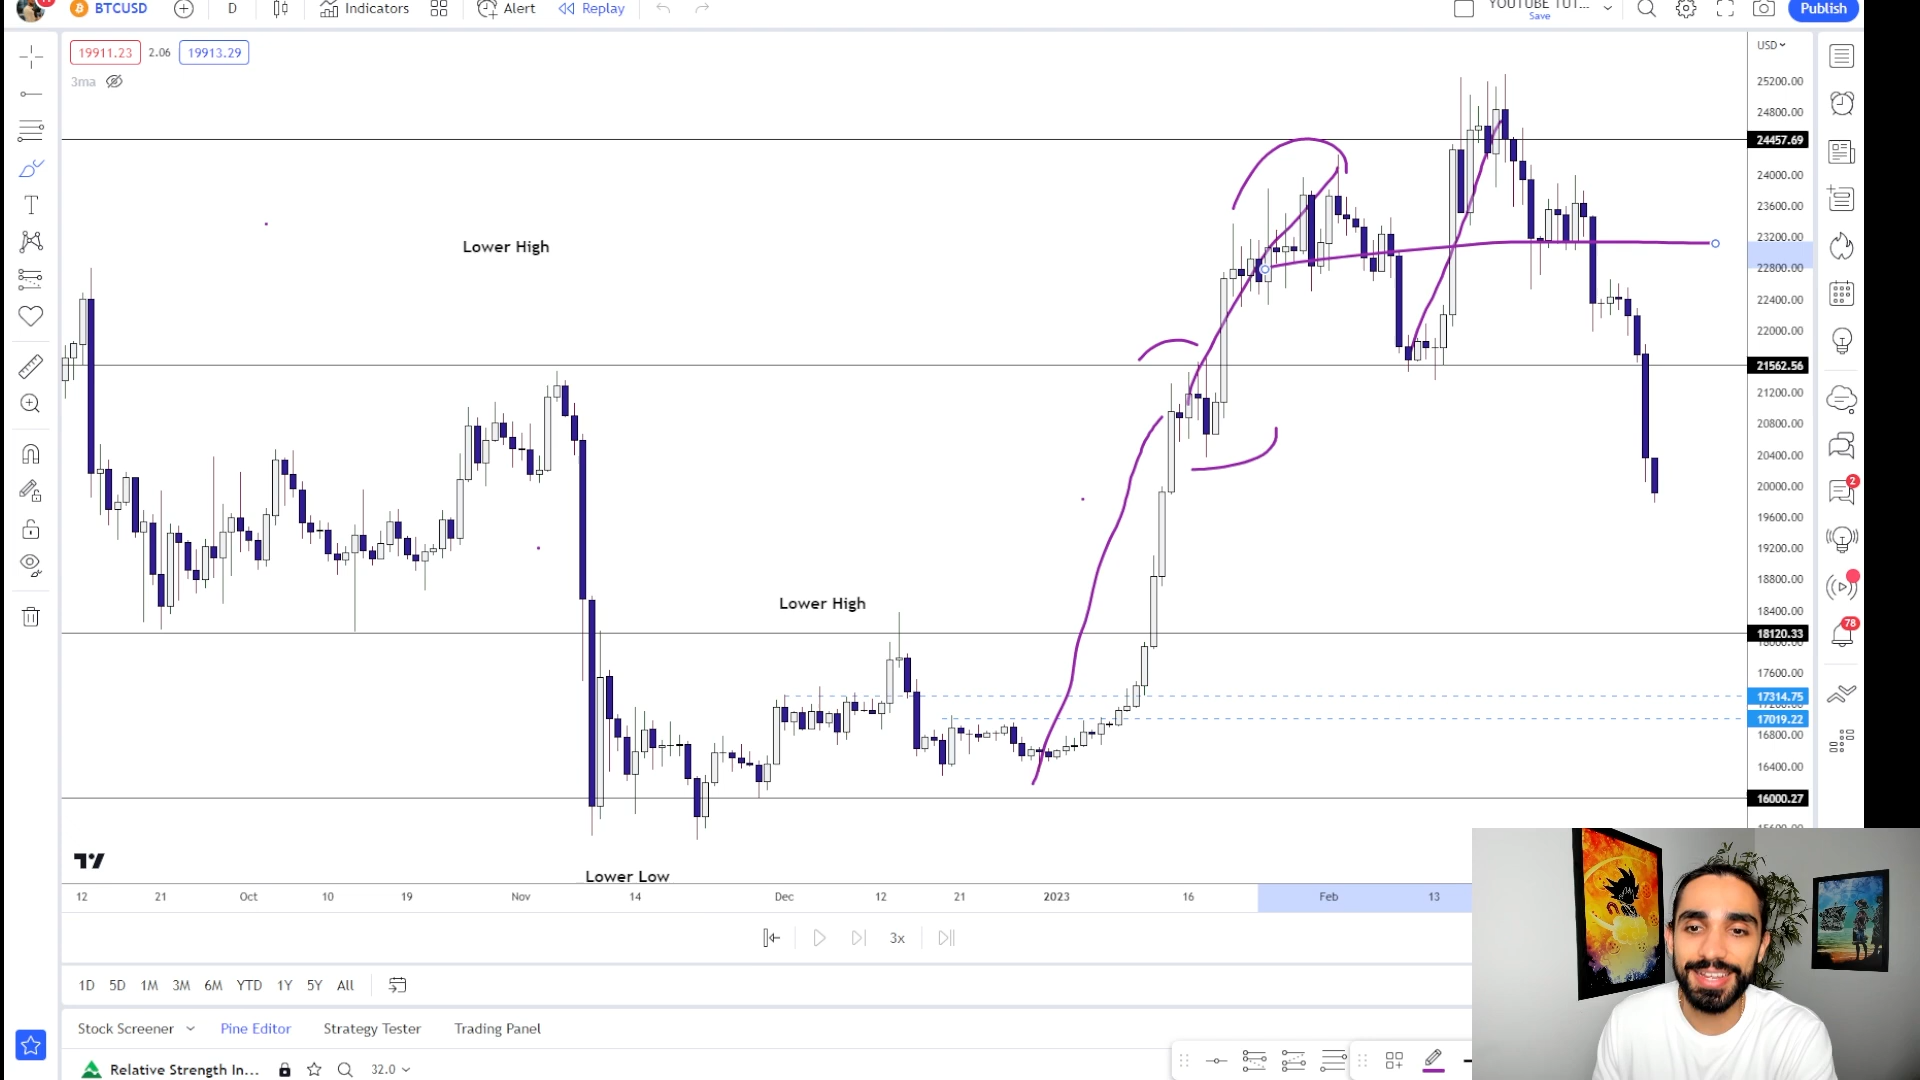 BTCUSD
D
Indicators
Alert
Replay
YOUTUBE TUT...
Save
Publish
19911.23
2.06
19913.29
3ma
USD
25200.00
24800.00
24457.69
24000.00
23600.00
23200.00
22800.00
22400.00
22000.00
21562.56
21200.00
20800.00
20400.00
20000.00
19600.00
19200.00
18800.00
18400.00
18120.33
17600.00
17314.75
17019.22
16800.00
16400.00
16000.27
Lower High
Lower High
Lower Low
2
78
12 21 Oct 10 19 Nov 14 Dec 12 21 2023 16 Feb 13
3x
1D 5D 1M 3M 6M YTD 1Y 5Y All
Stock Screener Pine Editor Strategy Tester Trading Panel
Relative Strength In... 32.0